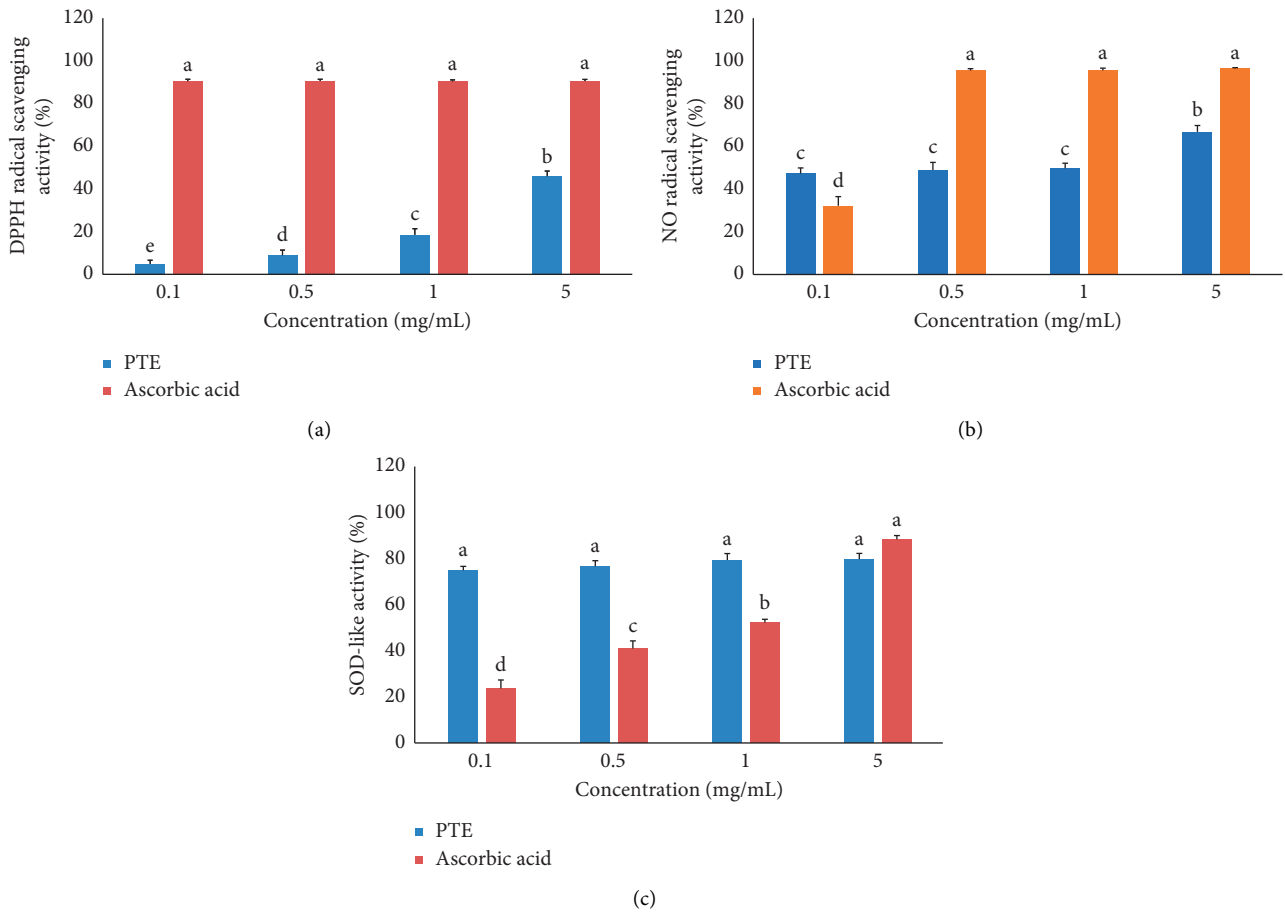 DPPH radical scavenging
activity (%)
120
100
80
60
40
20
0
a a a a
e d c b
0.1 0.5 1 5
Concentration (mg/mL)
PTE
Ascorbic acid
(a)
NO radical scavenging
activity (%)
120
100
80
60
40
20
0
a a a
c d c c b
0.1 0.5 1 5
Concentration (mg/mL)
PTE
Ascorbic acid
(b)
SOD-like activity (%)
120
100
80
60
40
20
0
a d a c a b a a
0.1 0.5 1 5
Concentration (mg/mL)
PTE
Ascorbic acid
(c)